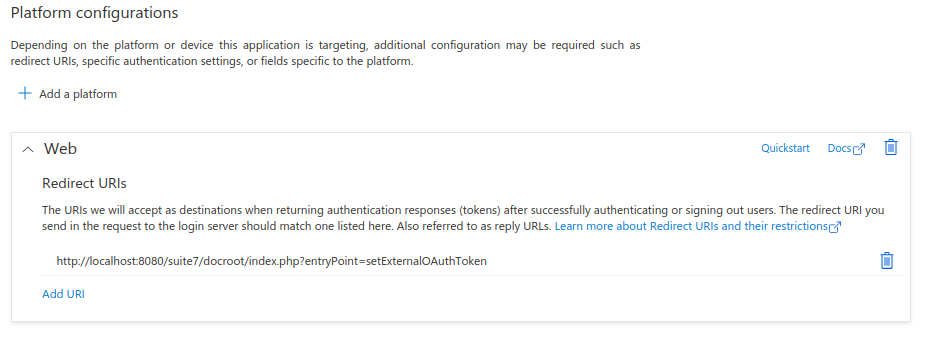 Platform configurations
Depending on the platform or device this application is targeting, additional configuration may be required such as
redirect URIs, specific authentication settings, or fields specific to the platform.
Add a platform
Web
Quickstart
Docs
Redirect URIs
The URIs we will accept as destinations when returning authentication responses (tokens) after successfully authenticating or signing out users. The redirect URI you
send in the request to the login server should match one listed here. Also referred to as reply URLs. Learn more about Redirect URIs and their restrictions
http://localhost:8080/suite7/docroot/index.php?entryPoint=setExternalOAuthToken
Add URI